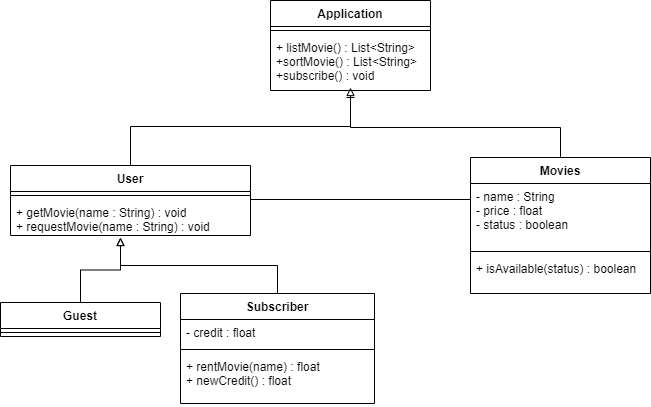 Application
+ listMovie() : List<String>
+sortMovie() : List<String>
+subscribe() : void
User
+ getMovie(name : String) : void
+ requestMovie(name : String) : void
Movies
- name : String
- price : float
- status : boolean
+ isAvailable(status) : boolean
Guest
Subscriber
- credit : float
+ rentMovie(name) : float
+ newCredit() : float